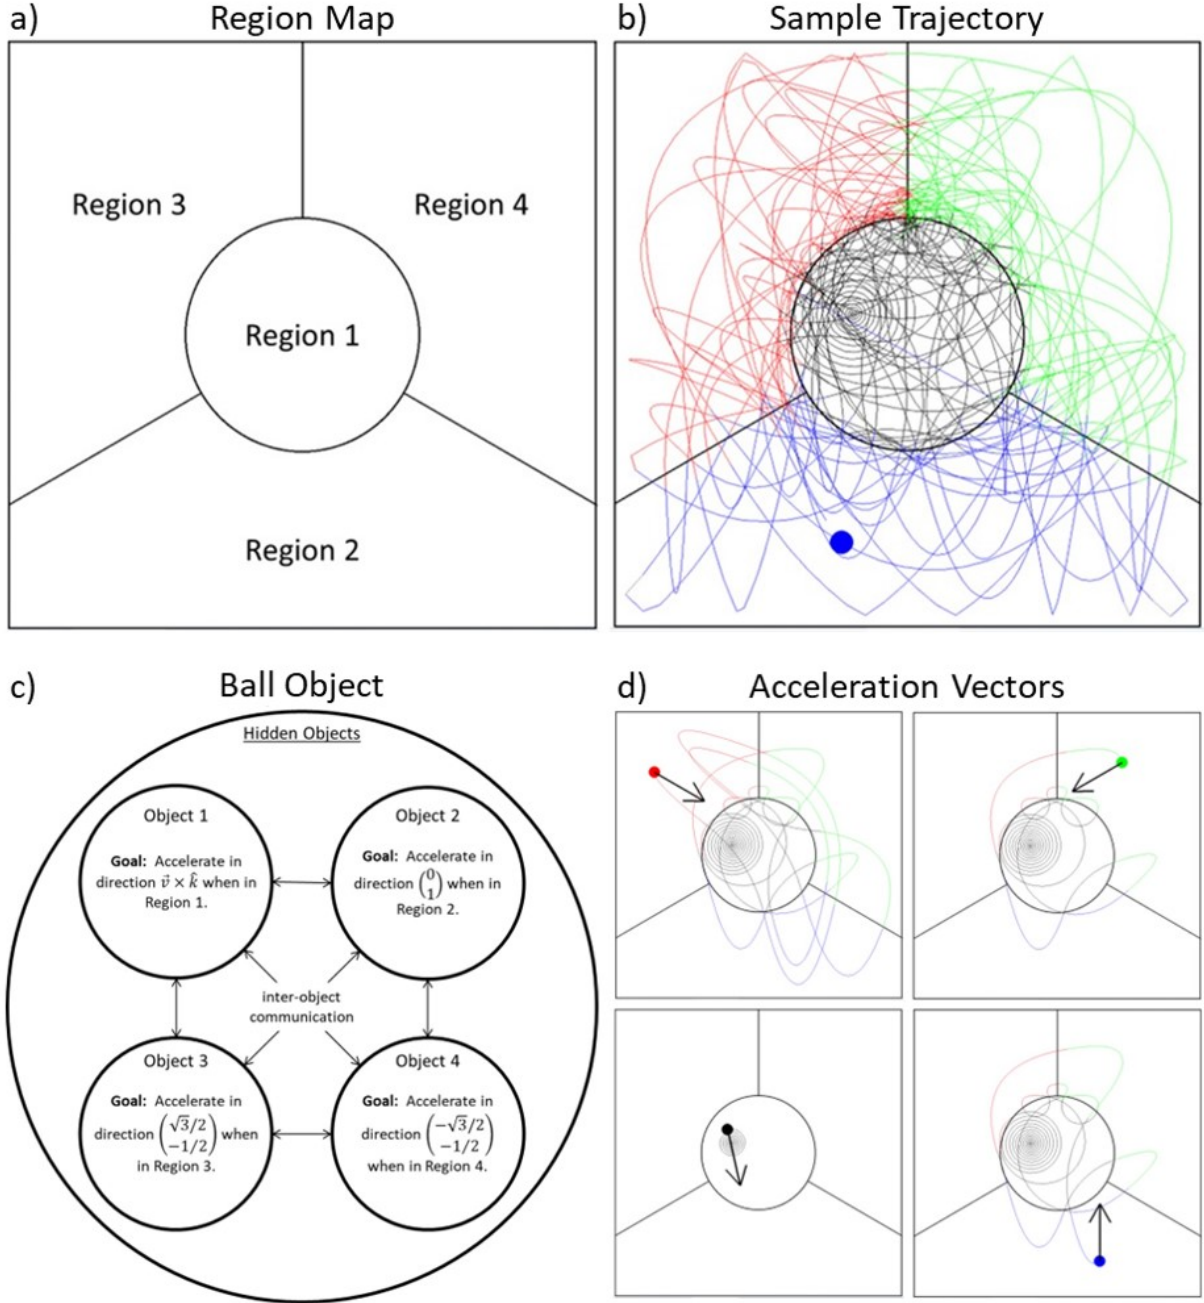 a) Region Map
Region 3
Region 4
Region 1
Region 2
b) Sample Trajectory
c) Ball Object
Hidden Objects
Object 1
Goal: Accelerate in
direction v⃗ × k̂ when in
Region 1.
Object 2
Goal: Accelerate in
direction (0 1) when in
Region 2.
inter-object
communication
Object 3
Goal: Accelerate in
direction (√3/2 −1/2) when
in Region 3.
Object 4
Goal: Accelerate in
direction (−√3/2 −1/2)
when in Region 4.
d) Acceleration Vectors